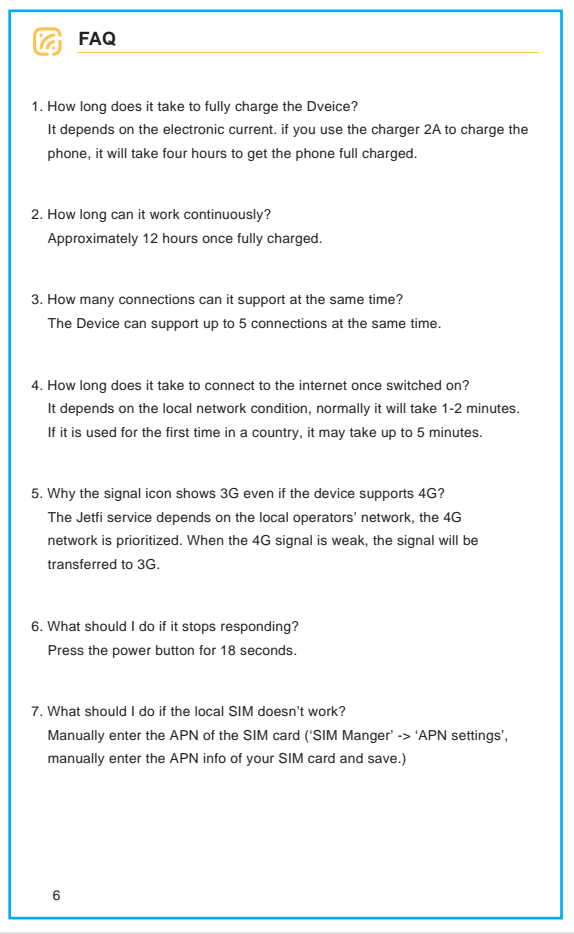 FAQ
1. How long does it take to fully charge the Dveice?
It depends on the electronic current. if you use the charger 2A to charge the
phone, it will take four hours to get the phone full charged.
2. How long can it work continuously?
Approximately 12 hours once fully charged.
3. How many connections can it support at the same time?
The Device can support up to 5 connections at the same time.
4. How long does it take to connect to the internet once switched on?
It depends on the local network condition, normally it will take 1-2 minutes.
If it is used for the first time in a country, it may take up to 5 minutes.
5. Why the signal icon shows 3G even if the device supports 4G?
The Jetfi service depends on the local operators’ network, the 4G
network is prioritized. When the 4G signal is weak, the signal will be
transferred to 3G.
6. What should I do if it stops responding?
Press the power button for 18 seconds.
7. What should I do if the local SIM doesn’t work?
Manually enter the APN of the SIM card (‘SIM Manger’ -> ‘APN settings’,
manually enter the APN info of your SIM card and save.)
6